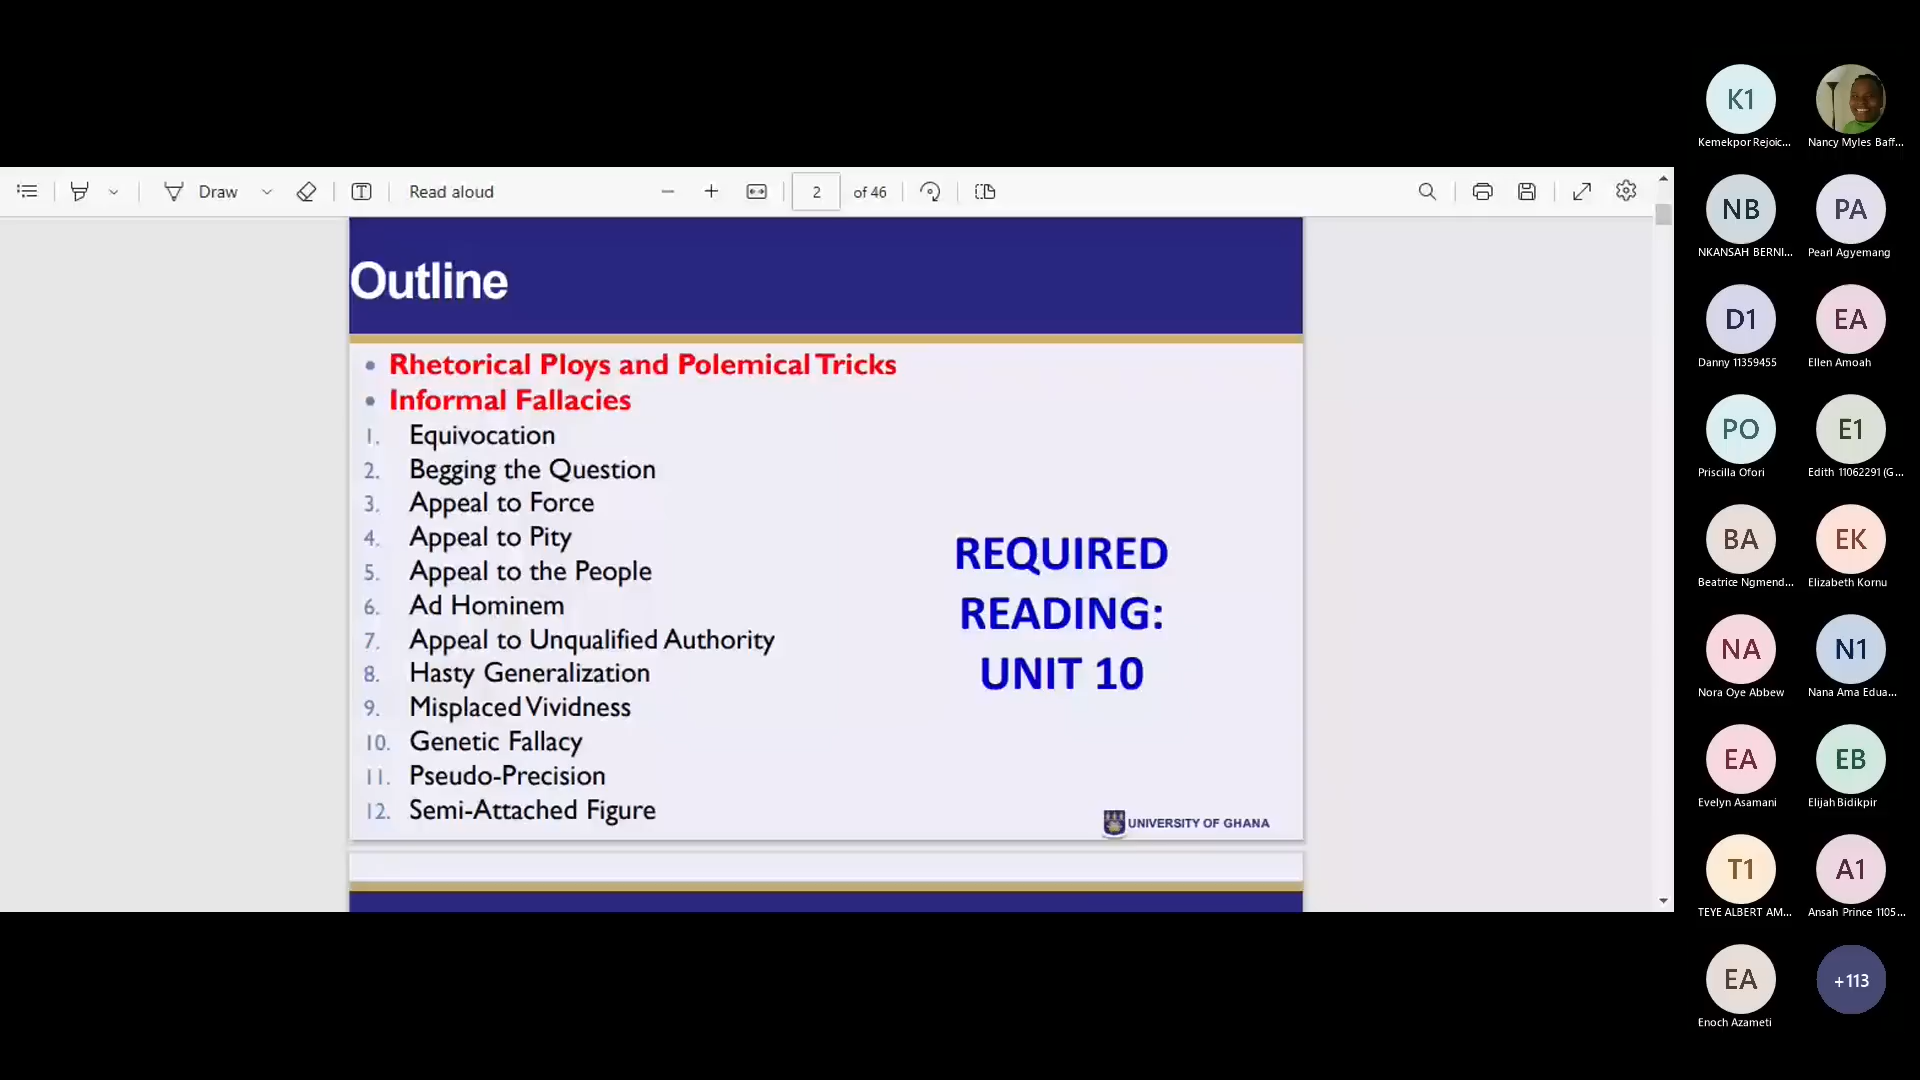 Read aloud
Draw
2 of 46
Outline
• Rhetorical Ploys and Polemical Tricks
• Informal Fallacies
1. Equivocation
2. Begging the Question
3. Appeal to Force
4. Appeal to Pity
5. Appeal to the People
6. Ad Hominem
7. Appeal to Unqualified Authority
8. Hasty Generalization
9. Misplaced Vividness
10. Genetic Fallacy
11. Pseudo-Precision
12. Semi-Attached Figure
REQUIRED
READING:
UNIT 10
UNIVERSITY OF GHANA
K1
Kemekpor Rejoic...
Nancy Myles Baff...
NB
NKANSAH BERNI...
PA
Pearl Agyemang
D1
Danny 11359455
EA
Ellen Amoah
PO
Priscilla Ofori
E1
Edith 11062291 (G...
BA
Beatrice Ngmend...
EK
Elizabeth Kornu
NA
Nora Oye Abbew
N1
Nana Ama Edua...
EA
Evelyn Asamani
EB
Elijah Bidikpir
T1
TEYE ALBERT AM...
A1
Ansah Prince 1105...
EA
Enoch Azameti
+113